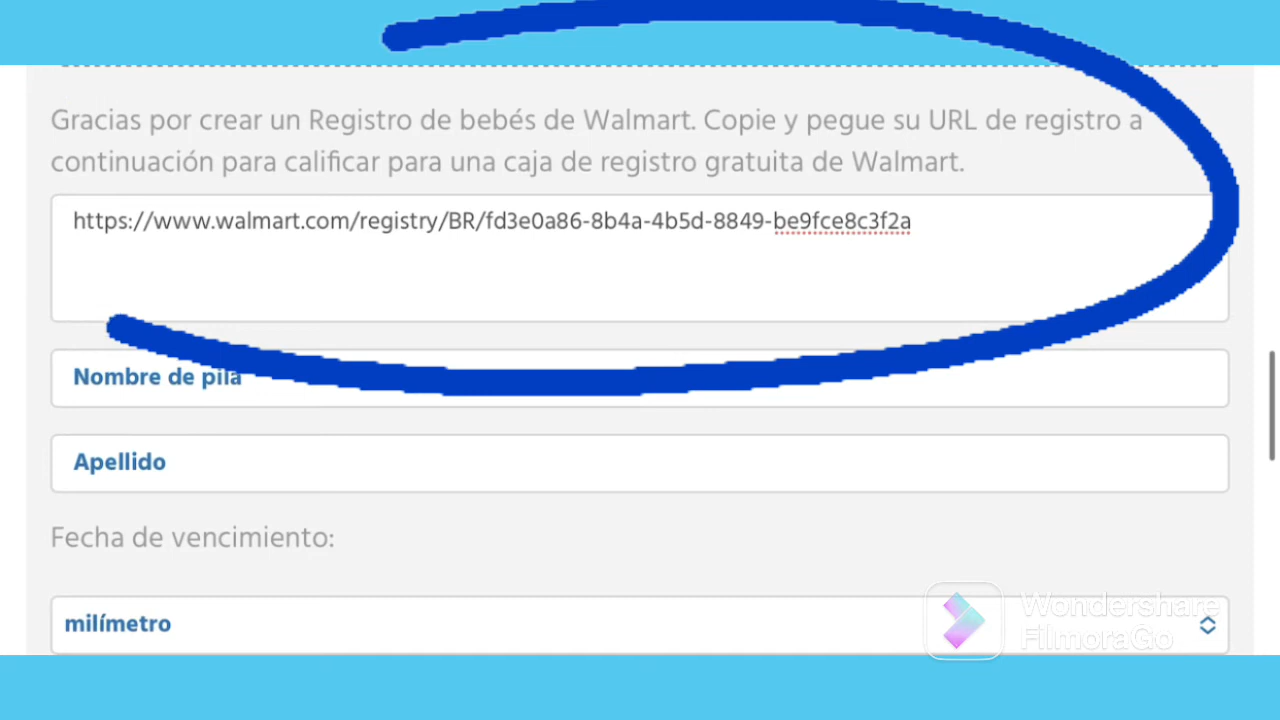 Gracias por crear un Registro de bebés de Walmart. Copie y pegue su URL de registro a
continuación para calificar para una caja de registro gratuita de Walmart.
https://www.walmart.com/registry/BR/fd3e0a86-8b4a-4b5d-8849-be9fce8c3f2a
Nombre de pila
Apellido
Fecha de vencimiento:
milímetro
Wondershare
FilmoraGo